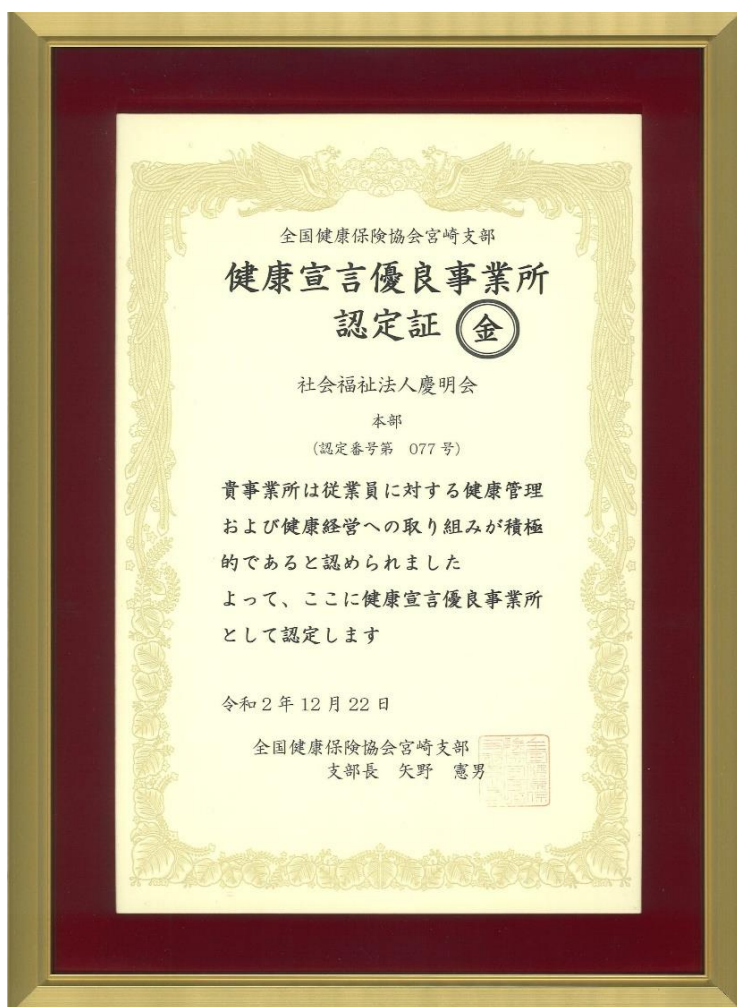 全国健康保険協会宮崎支部
健康宣言優良事業所
認定証 金
社会福祉法人慶明会
本部
(認定番号第 077号)
貴事業所は従業員に対する健康管理
および健康経営への取り組みが積極
的であると認められました
よって、ここに健康宣言優良事業所
として認定します
令和2年12月22日
全国健康保険協会宮崎支部
支部長 矢野 憲男